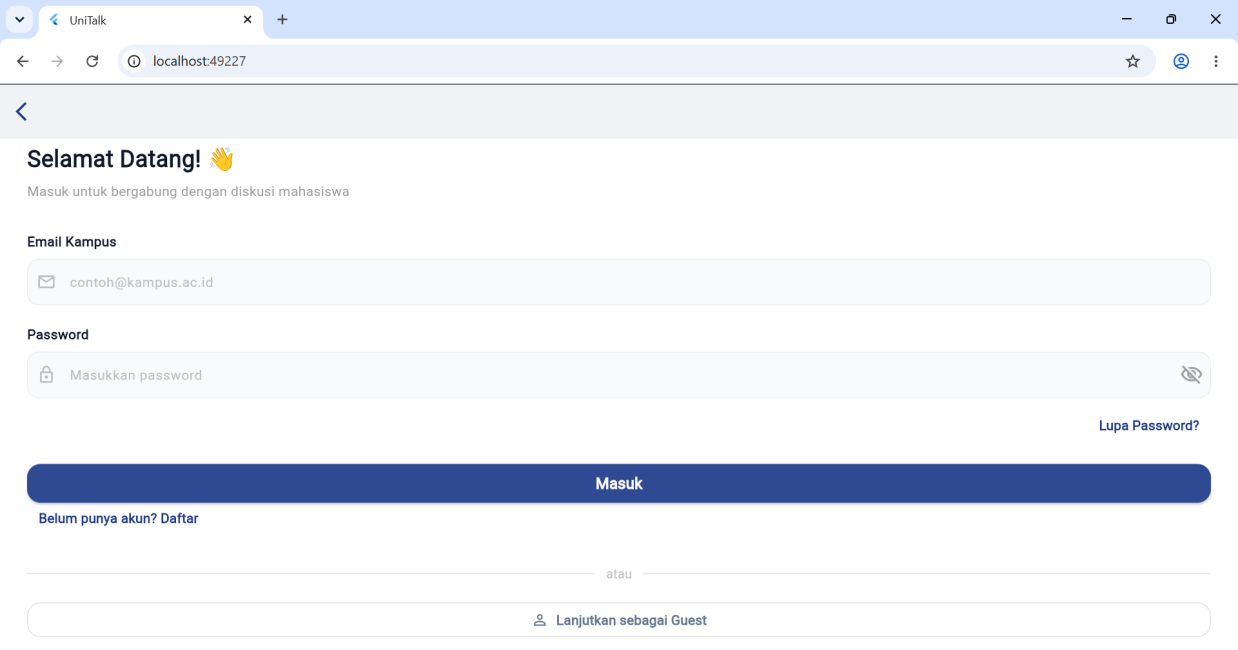 UniTalk
localhost:49227
Selamat Datang! 👋
Masuk untuk bergabung dengan diskusi mahasiswa
Email Kampus
contoh@kampus.ac.id
Password
Masukkan password
Lupa Password?
Masuk
Belum punya akun? Daftar
atau
Lanjutkan sebagai Guest